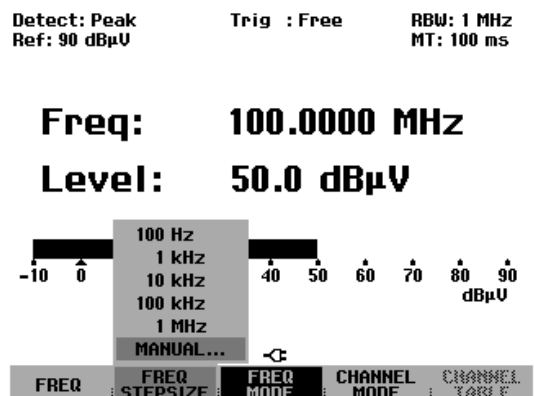 Detect: Peak Trig : Free RBW: 1 MHz
Ref: 90 dBµV MT: 100 ms
Freq: 100.0000 MHz
Level: 50.0 dBµV
100 Hz
1 kHz
10 kHz
100 kHz
1 MHz
MANUAL...
-10 0 40 50 60 70 80 90
dBµV
FREQ FREQ STEPSIZE FREQ MODE CHANNEL MODE CHANNEL TABLE